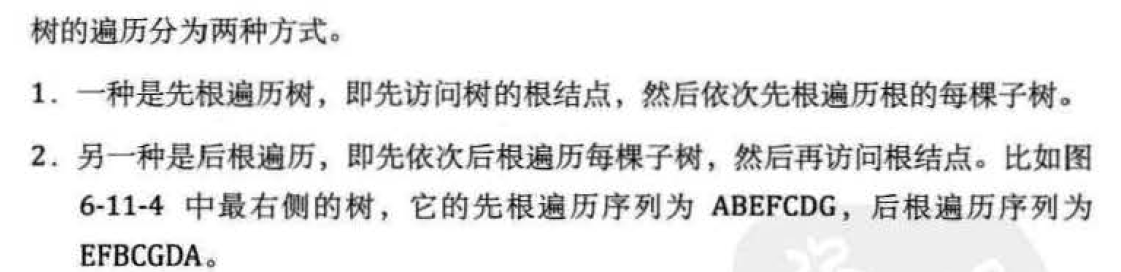 树的遍历分为两种方式。
1. 一种是先根遍历树，即先访问树的根结点，然后依次先根遍历根的每棵子树。
2. 另一种是后根遍历，即先依次后根遍历每棵子树，然后再访问根结点。比如图
6-11-4 中最右侧的树，它的先根遍历序列为 ABEFCDG，后根遍历序列为
EFBCGDA。